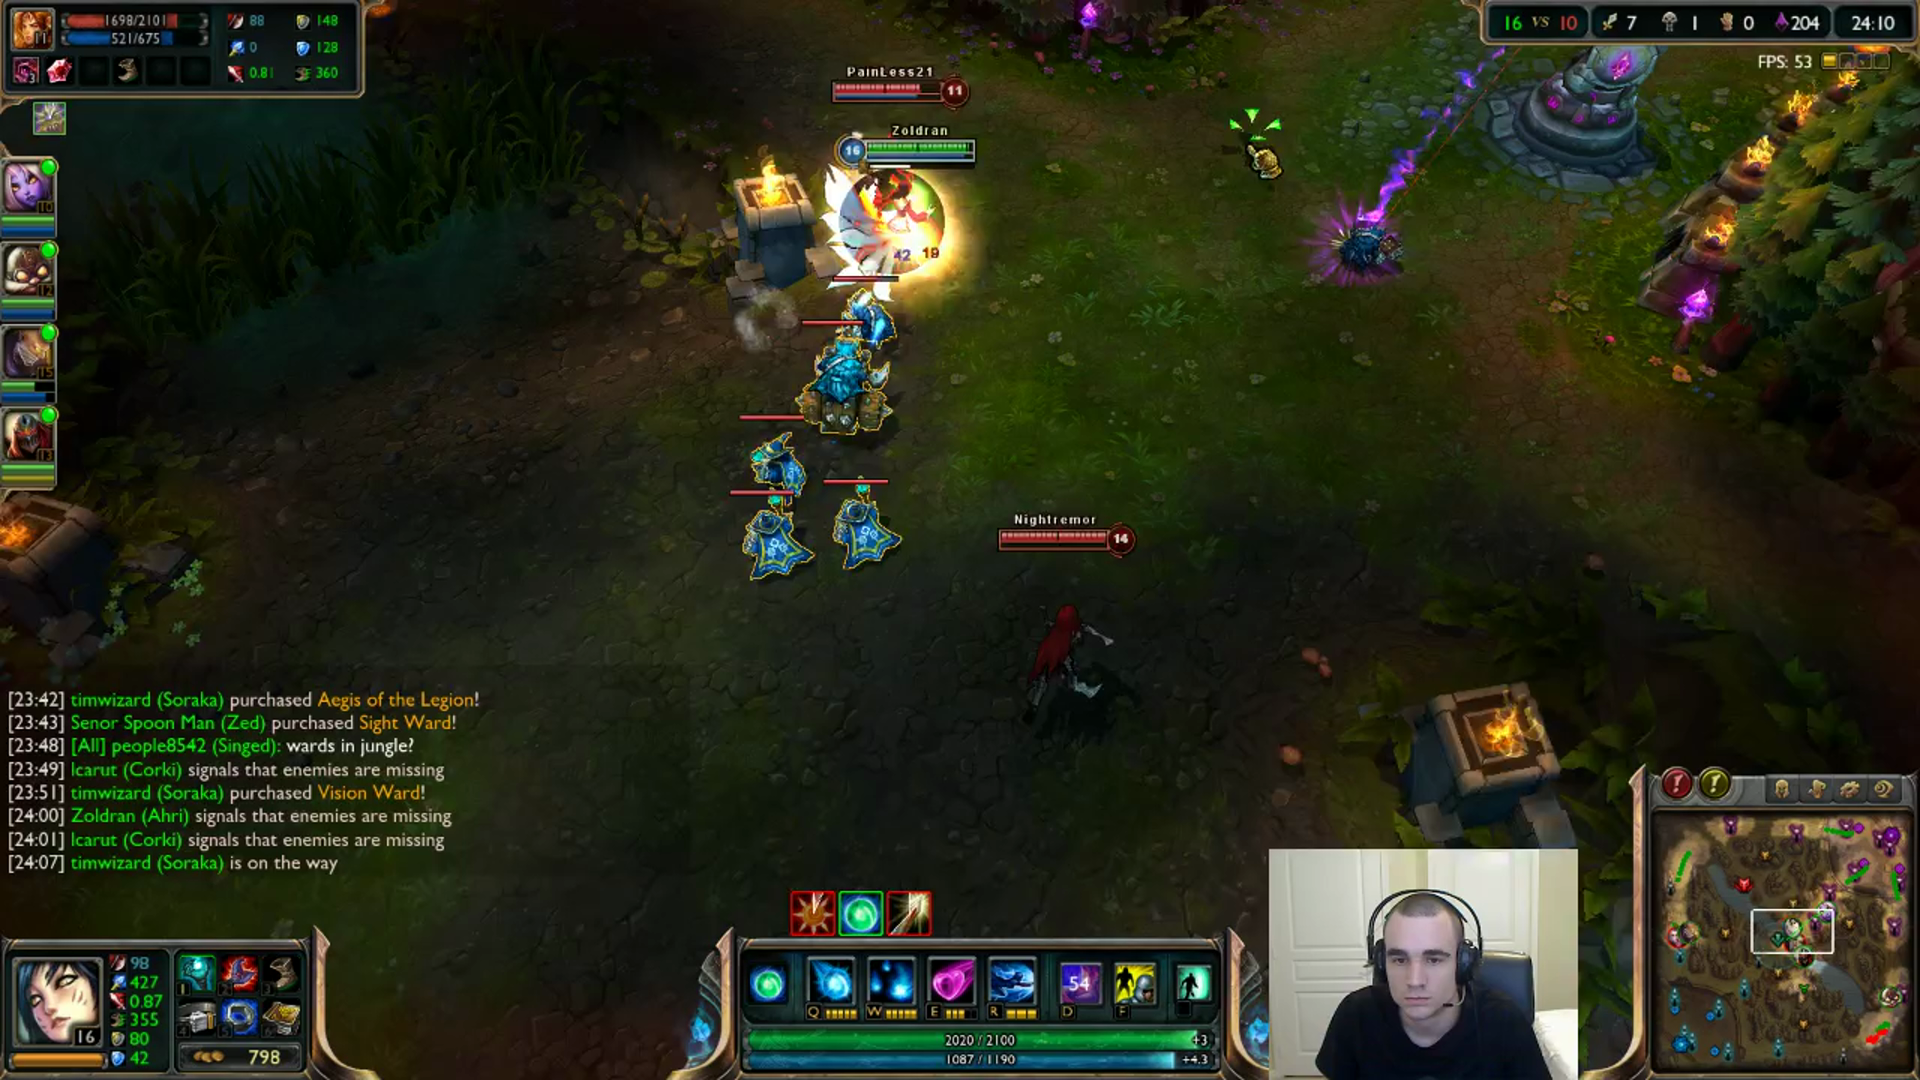 1698/2101
521/675
11
88
148
0
128
0.81
360
16 VS 10
7
1
0
204
24:10
FPS: 53
PainLess21
11
Zoldran
16
42
19
10
12
15
13
Nightremor
14
[23:42] timwizard (Soraka) purchased Aegis of the Legion!
[23:43] Senor Spoon Man (Zed) purchased Sight Ward!
[23:48] [All] people8542 (Singed): wards in jungle?
[23:49] Icarut (Corki) signals that enemies are missing
[23:51] timwizard (Soraka) purchased Vision Ward!
[24:00] Zoldran (Ahri) signals that enemies are missing
[24:01] Icarut (Corki) signals that enemies are missing
[24:07] timwizard (Soraka) is on the way
98
427
0.87
355
80
42
16
798
54
Q
W
E
R
D
F
2020 / 2100
+3
1087 / 1190
+4.3